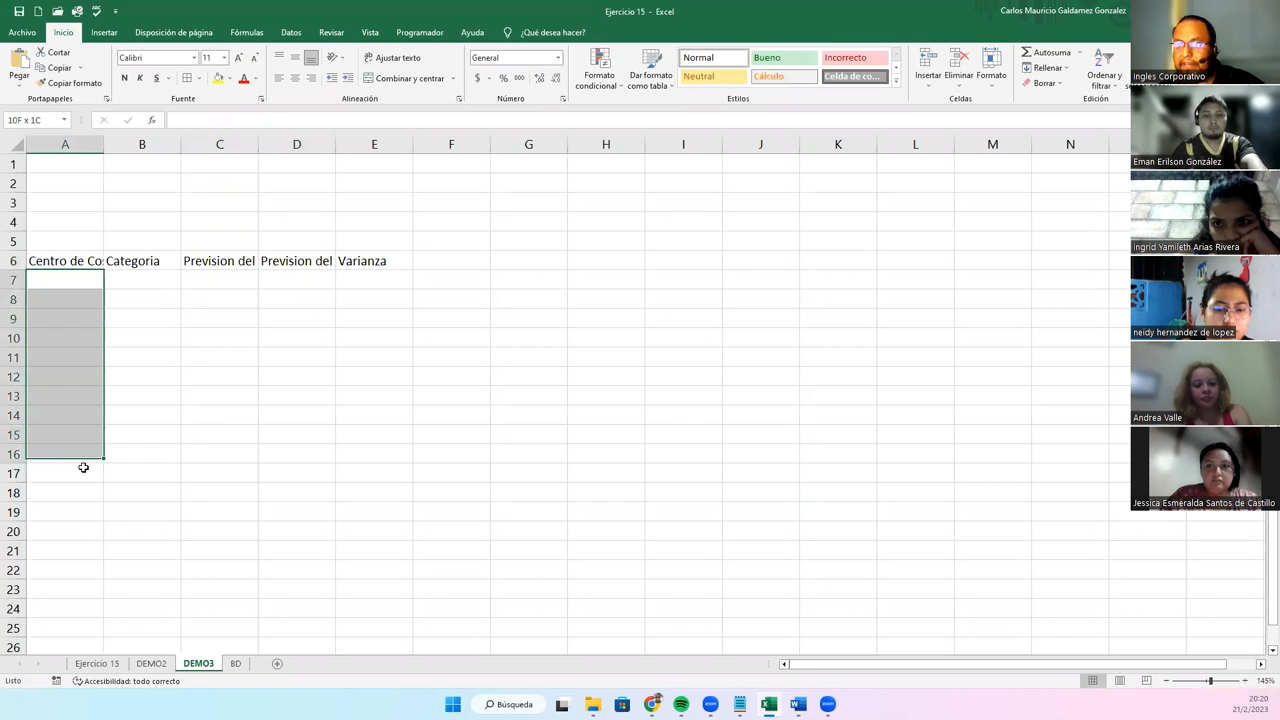 Ejercicio 15 - Excel
Carlos Mauricio Galdamez Gonzalez
Archivo Inicio Insertar Disposición de página Fórmulas Datos Revisar Vista Programador Ayuda ¿Qué desea hacer?
Pegar
Cortar
Copiar
Copiar formato
Portapapeles
Calibri 11
N K S
Fuente
Ajustar texto
Combinar y centrar
Alineación
General
$ % 000
Número
Formato condicional
Dar formato como tabla
Normal Bueno Incorrecto
Neutral Cálculo Celda de co...
Estilos
Insertar Eliminar Formato
Celdas
Autosuma
Rellenar
Borrar
Ordenar y filtrar
Edición
10F x 1C
fx
A B C D E F G H I J K L M N
1
2
3
4
5
6 Centro de Co Categoria Prevision del Prevision del Varianza
7
8
9
10
11
12
13
14
15
16
17
18
19
20
21
22
23
24
25
26
Ejercicio 15 DEMO2 DEMO3 BD
Listo Accesibilidad: todo correcto
145%
Búsqueda
20:20
21/2/2023
Ingles Corporativo
Eman Erilson González
Ingrid Yamileth Arias Rivera
neidy hernandez de lopez
Andrea Valle
Jessica Esmeralda Santos de Castillo